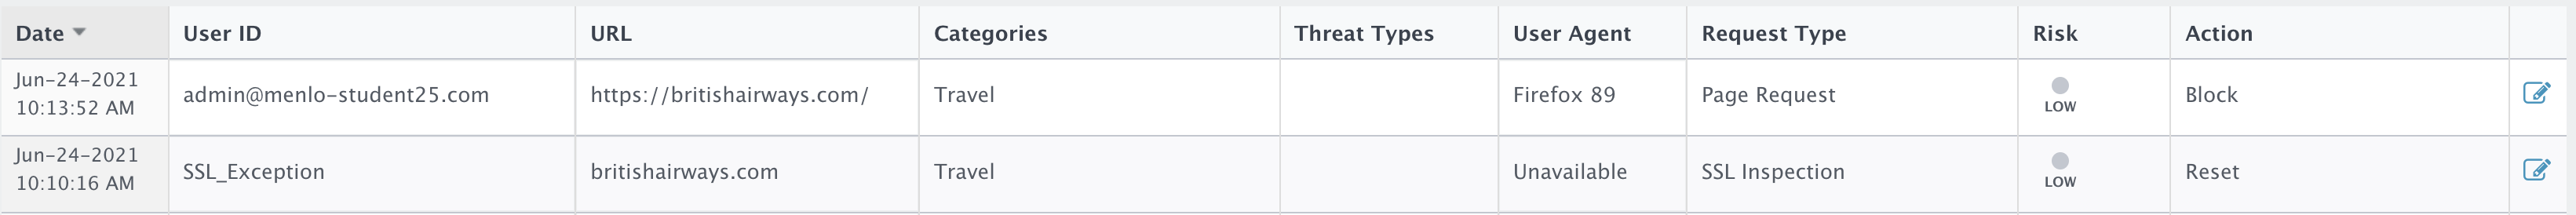 Date User ID URL Categories Threat Types User Agent Request Type Risk Action
Jun-24-2021
10:13:52 AM
admin@menlo-student25.com https://britishairways.com/ Travel Firefox 89 Page Request LOW Block
Jun-24-2021
10:10:16 AM
SSL_Exception britishairways.com Travel Unavailable SSL Inspection LOW Reset